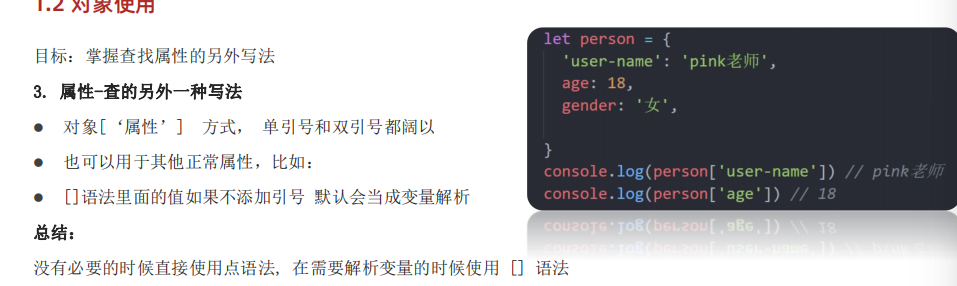 1.2 对象使用
目标：掌握查找属性的另外写法
3. 属性-查的另外一种写法
● 对象[‘属性’] 方式， 单引号和双引号都阔以
● 也可以用于其他正常属性，比如：
● []语法里面的值如果不添加引号 默认会当成变量解析
总结：
没有必要的时候直接使用点语法, 在需要解析变量的时候使用 [] 语法
let person = {
'user-name': 'pink老师',
age: 18,
gender: '女',
}
console.log(person['user-name']) // pink老师
console.log(person['age']) // 18